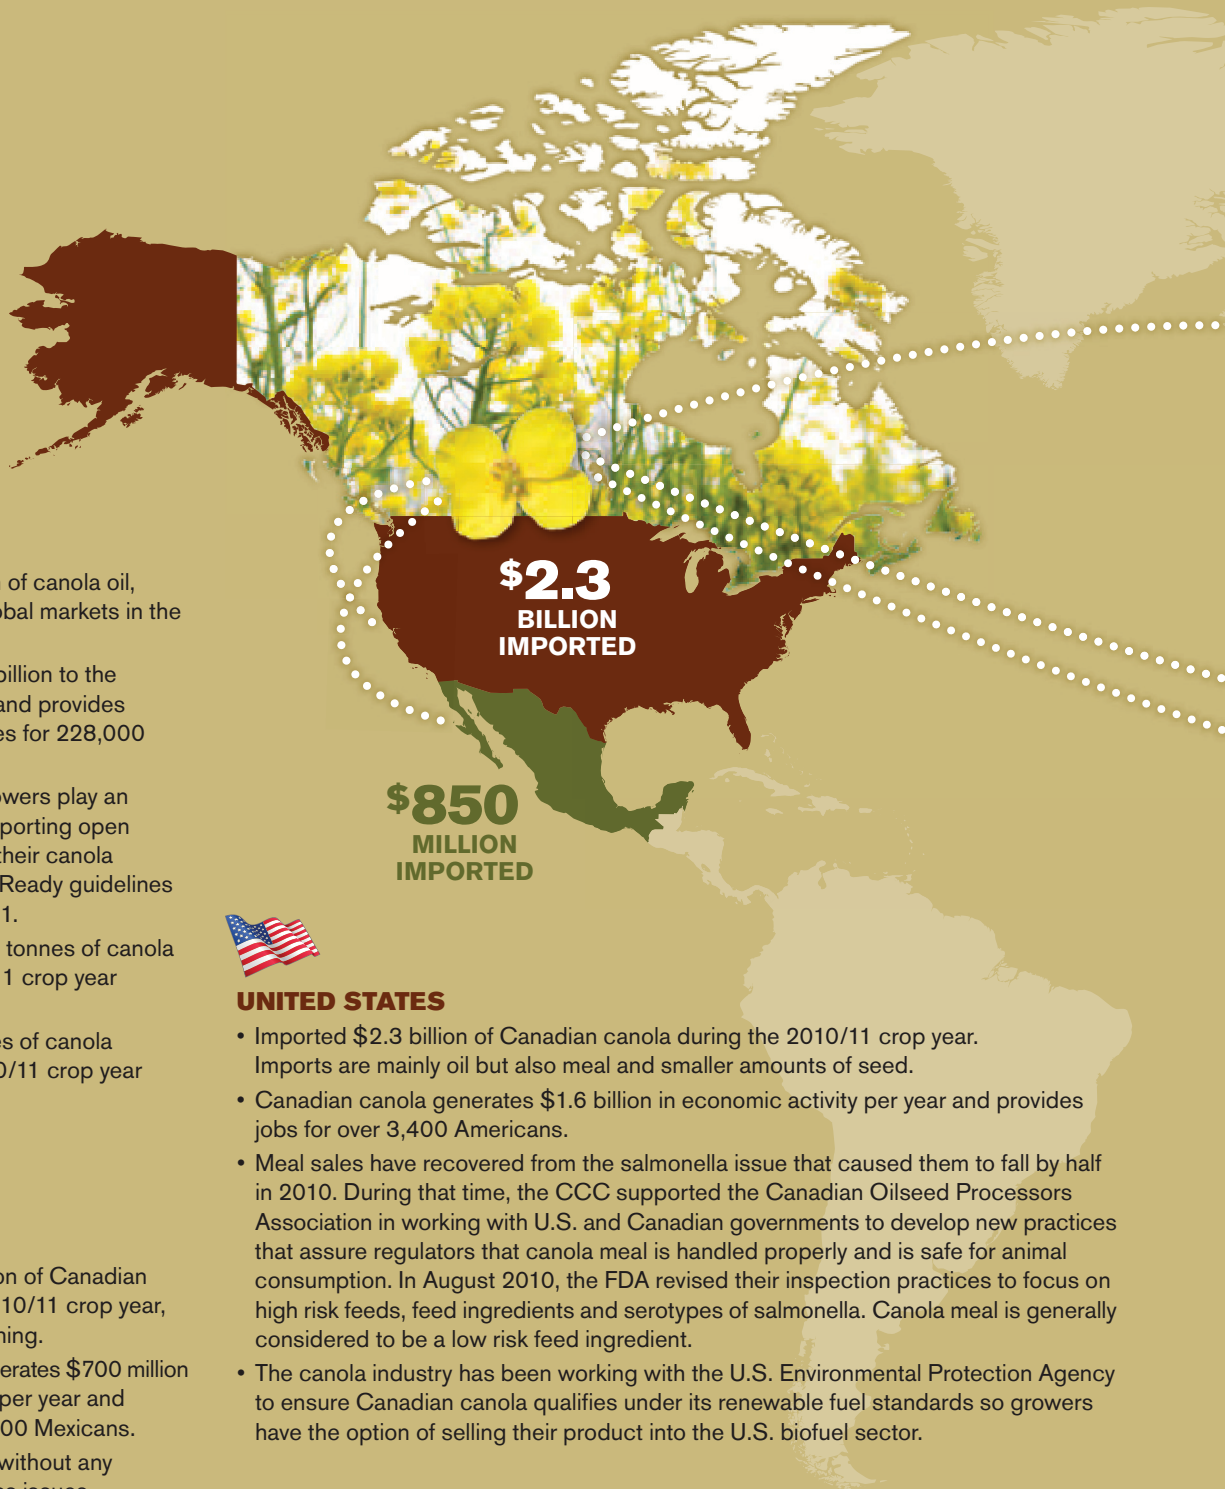 of canola oil,
obal markets in the
billion to the
and provides
es for 228,000
owers play an
porting open
their canola
Ready guidelines
1.
tonnes of canola
1 crop year
es of canola
0/11 crop year
on of Canadian
10/11 crop year,
ning.
erates $700 million
per year and
00 Mexicans.
without any
$2.3
BILLION
IMPORTED
$850
MILLION
IMPORTED
UNITED STATES
• Imported $2.3 billion of Canadian canola during the 2010/11 crop year.
Imports are mainly oil but also meal and smaller amounts of seed.
• Canadian canola generates $1.6 billion in economic activity per year and provides
jobs for over 3,400 Americans.
• Meal sales have recovered from the salmonella issue that caused them to fall by half
in 2010. During that time, the CCC supported the Canadian Oilseed Processors
Association in working with U.S. and Canadian governments to develop new practices
that assure regulators that canola meal is handled properly and is safe for animal
consumption. In August 2010, the FDA revised their inspection practices to focus on
high risk feeds, feed ingredients and serotypes of salmonella. Canola meal is generally
considered to be a low risk feed ingredient.
• The canola industry has been working with the U.S. Environmental Protection Agency
to ensure Canadian canola qualifies under its renewable fuel standards so growers
have the option of selling their product into the U.S. biofuel sector.